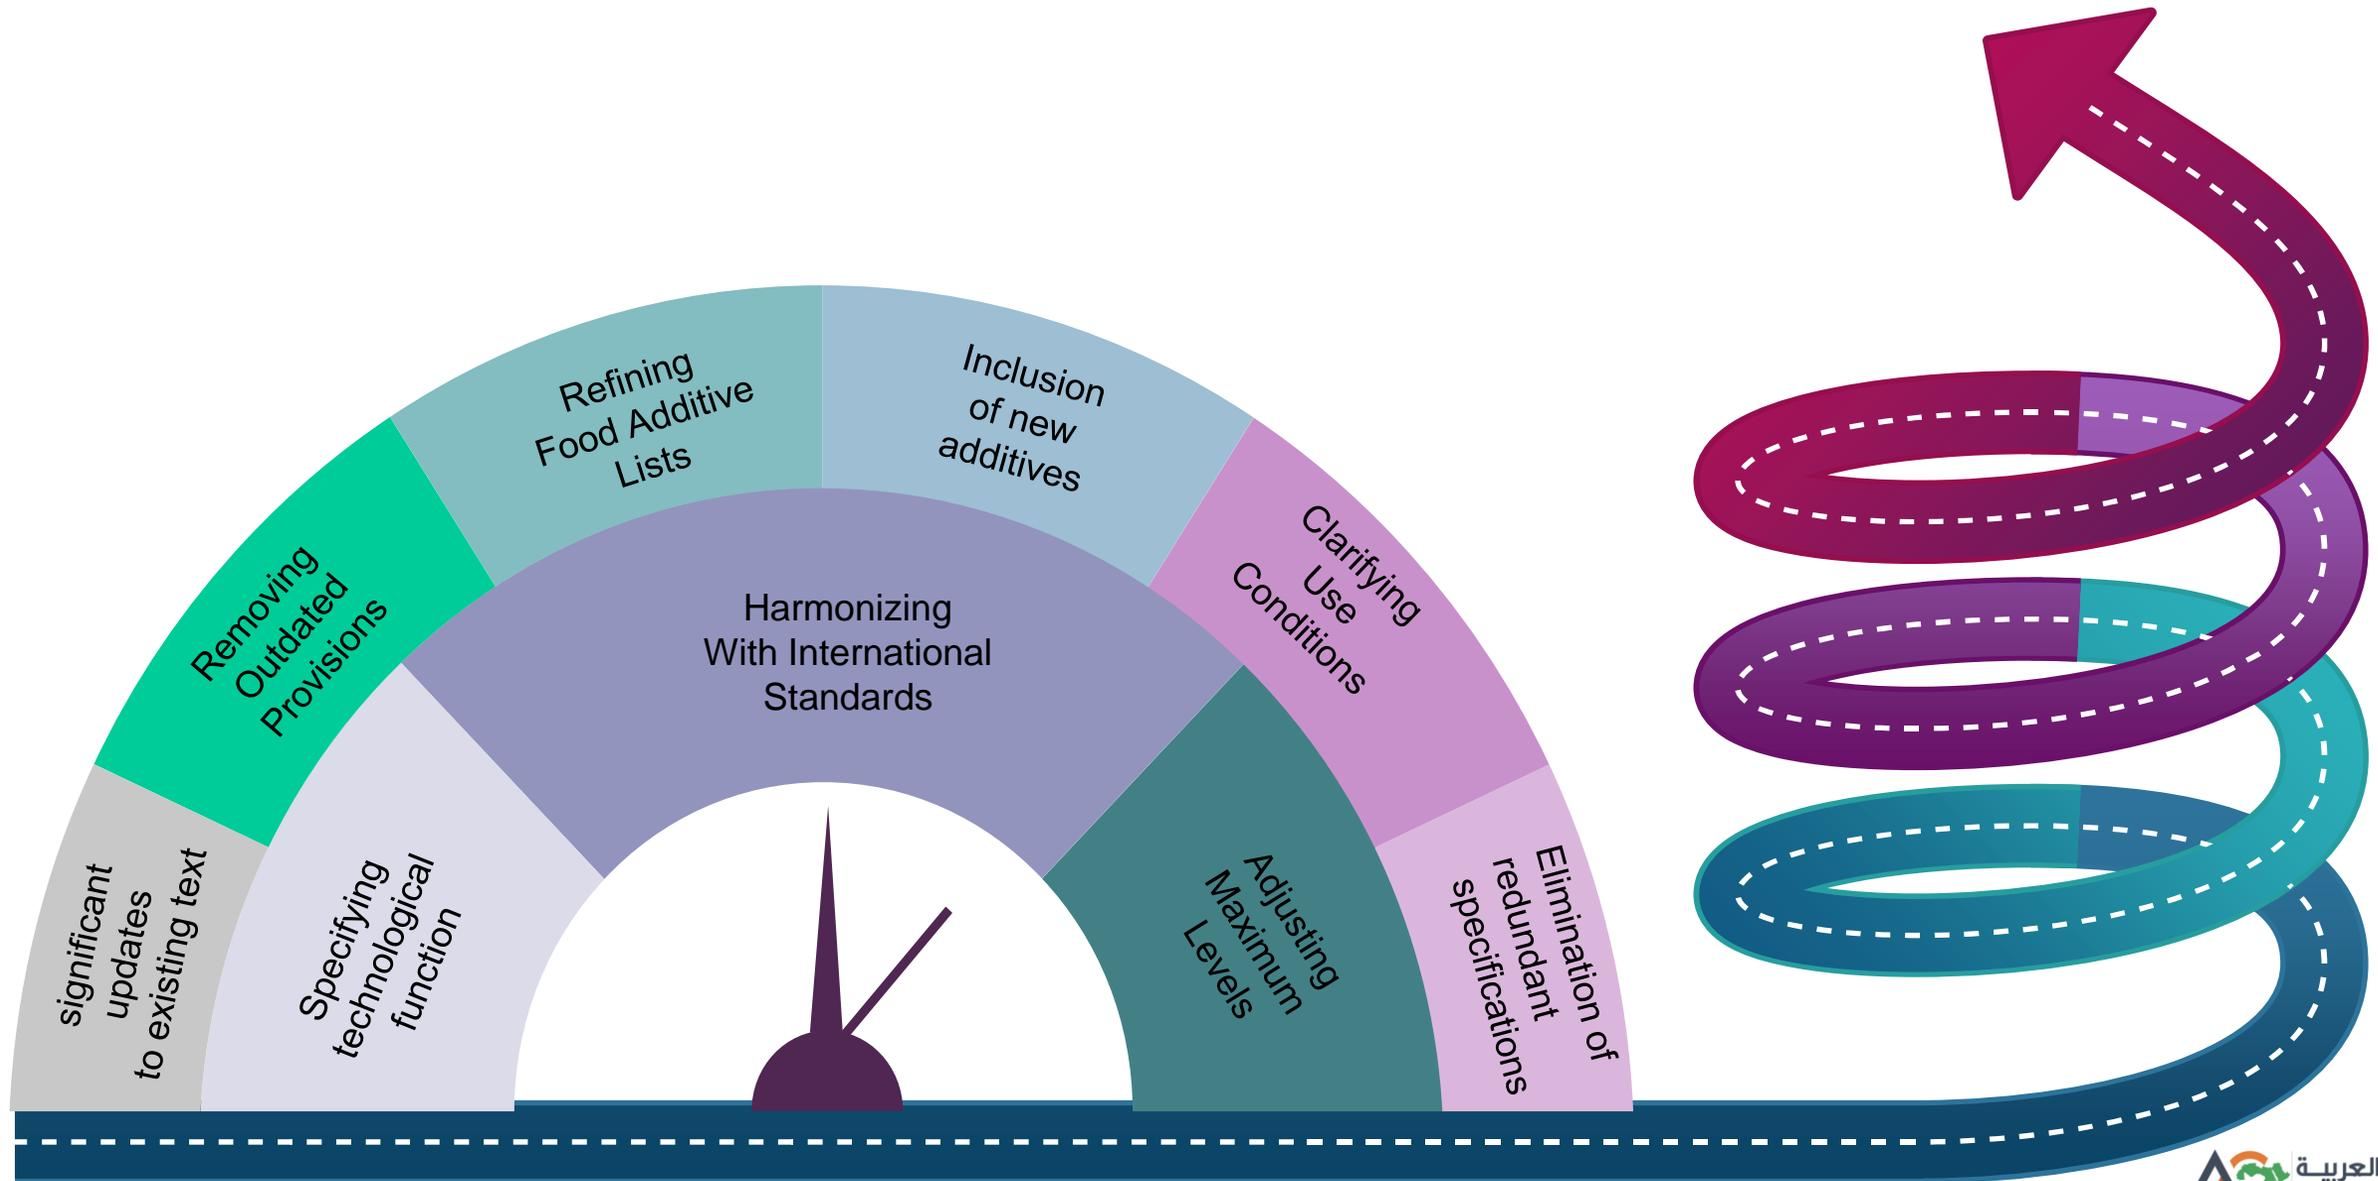 significant
updates
to existing text
Removing
Outdated
Provisions
Refining
Food Additive
Lists
Inclusion
of new
additives
Clarifying
Use
Conditions
Elimination of
redundant
specifications
Specifying
technological
function
Harmonizing
With International
Standards
Adjusting
Maximum
Levels
العربية